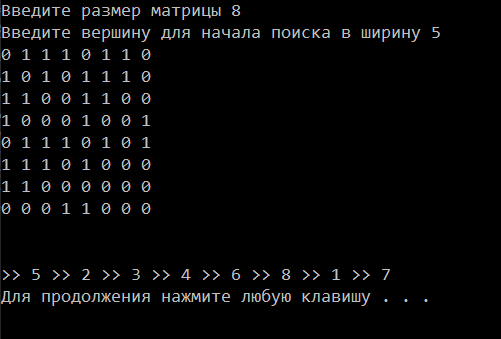 Введите размер матрицы 8
Введите вершину для начала поиска в ширину 5
0 1 1 1 0 1 1 0
1 0 1 0 1 1 1 0
1 1 0 0 1 1 0 0
1 0 0 0 1 0 0 1
0 1 1 1 0 1 0 1
1 1 1 0 1 0 0 0
1 1 0 0 0 0 0 0
0 0 0 1 1 0 0 0
>> 5 >> 2 >> 3 >> 4 >> 6 >> 8 >> 1 >> 7
Для продолжения нажмите любую клавишу . . .